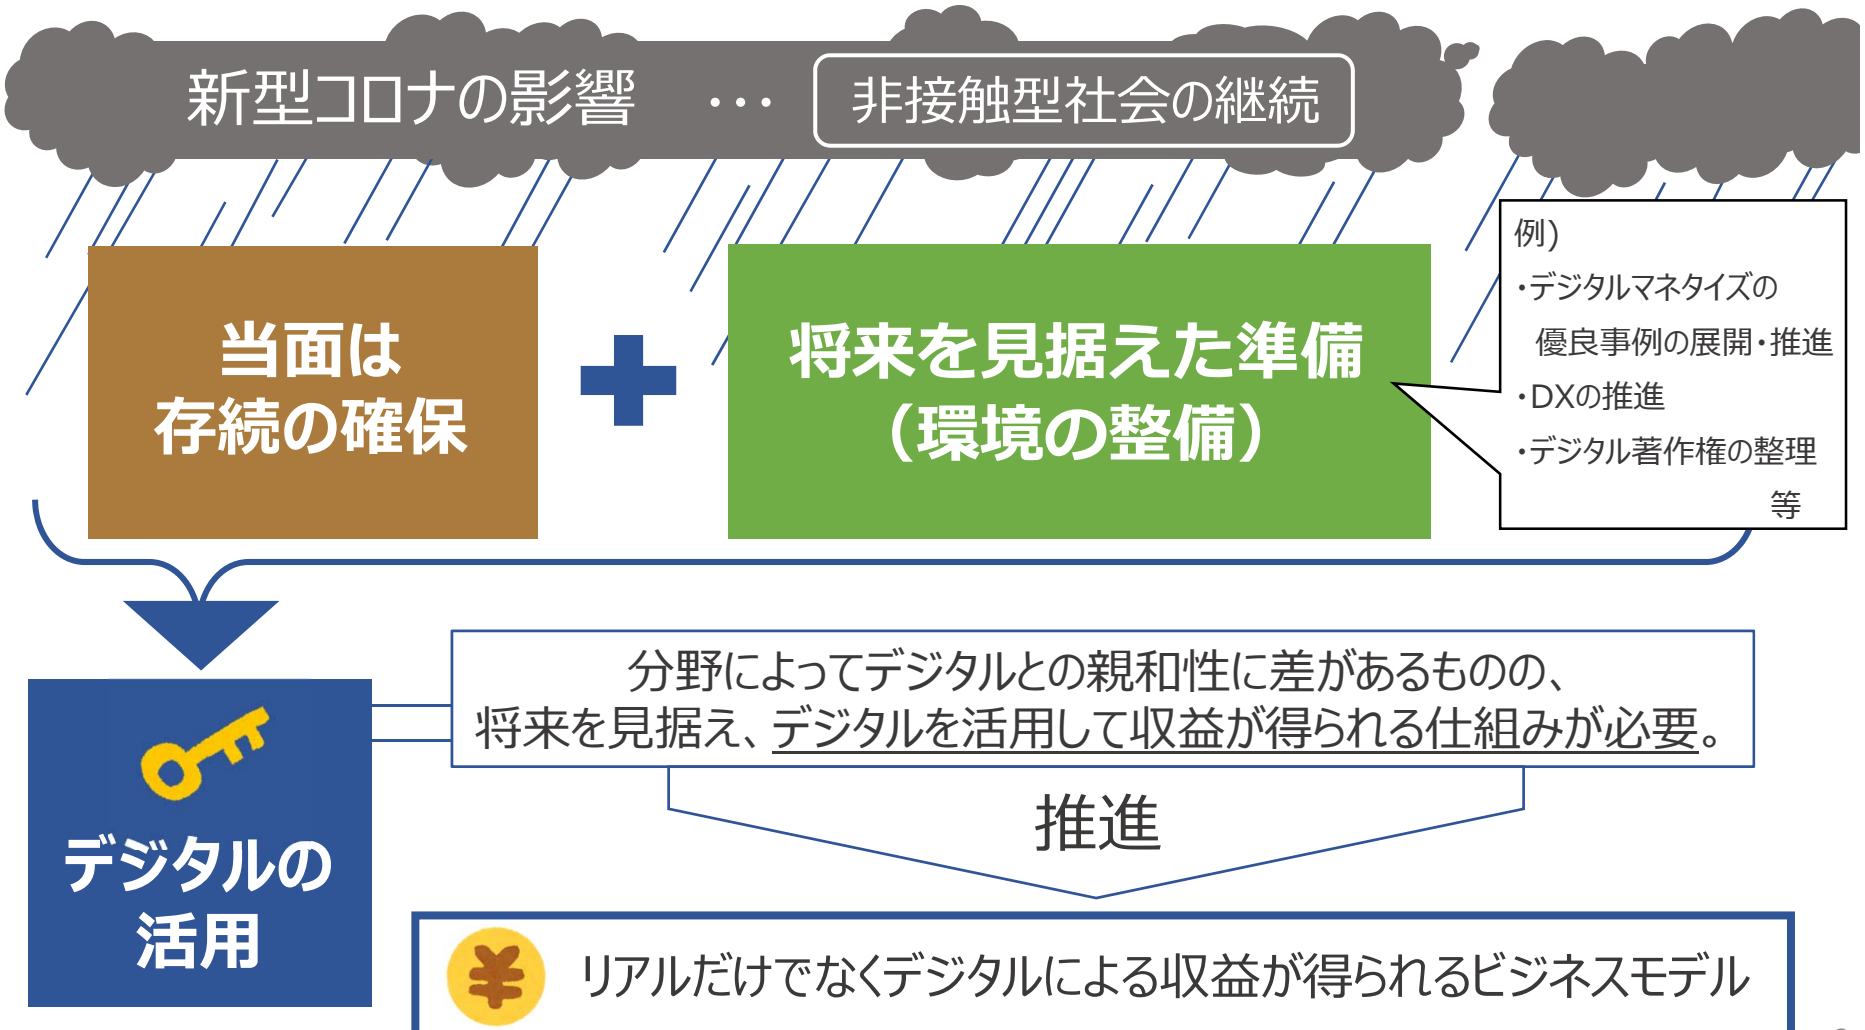 新型コロナの影響 ・・・ 非接触型社会の継続
当面は
存続の確保
将来を見据えた準備
（環境の整備）
例)
・デジタルマネタイズの
優良事例の展開・推進
・DXの推進
・デジタル著作権の整理
等
分野によってデジタルとの親和性に差があるものの、
将来を見据え、デジタルを活用して収益が得られる仕組みが必要。
推進
デジタルの
活用
¥ リアルだけでなくデジタルによる収益が得られるビジネスモデル